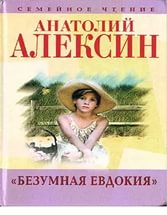 СЕМЕЙНОЕ ЧТЕНИЕ
АНАТОЛИЙ
АЛЕКСИН
«БЕЗУМНАЯ ЕВДОКИЯ»